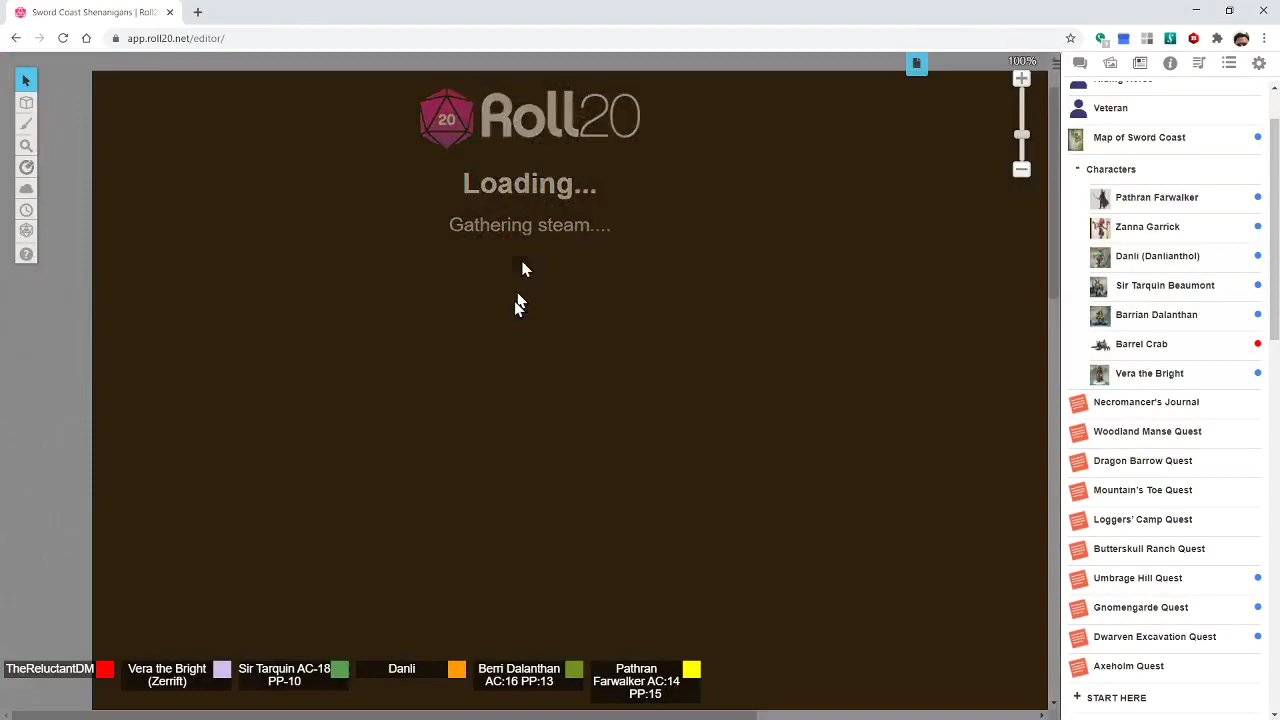 Sword Coast Shenanigans | Roll2
app.roll20.net/editor/
100%
20
Roll20
Loading...
Gathering steam....
Veteran
Map of Sword Coast
Characters
Pathran Farwalker
Zanna Garrick
Danli (Danlianthol)
Sir Tarquin Beaumont
Barrian Dalanthan
Barrel Crab
Vera the Bright
Necromancer's Journal
Woodland Manse Quest
Dragon Barrow Quest
Mountain's Toe Quest
Loggers' Camp Quest
Butterskull Ranch Quest
Umbrage Hill Quest
Gnomengarde Quest
Dwarven Excavation Quest
Axeholm Quest
START HERE
TheReluctantDM
Vera the Bright
(Zerrift)
Sir Tarquin AC-18
PP-10
Danli
Berri Dalanthan
AC:16 PP:13
Pathran
Farwalker AC:14
PP:15